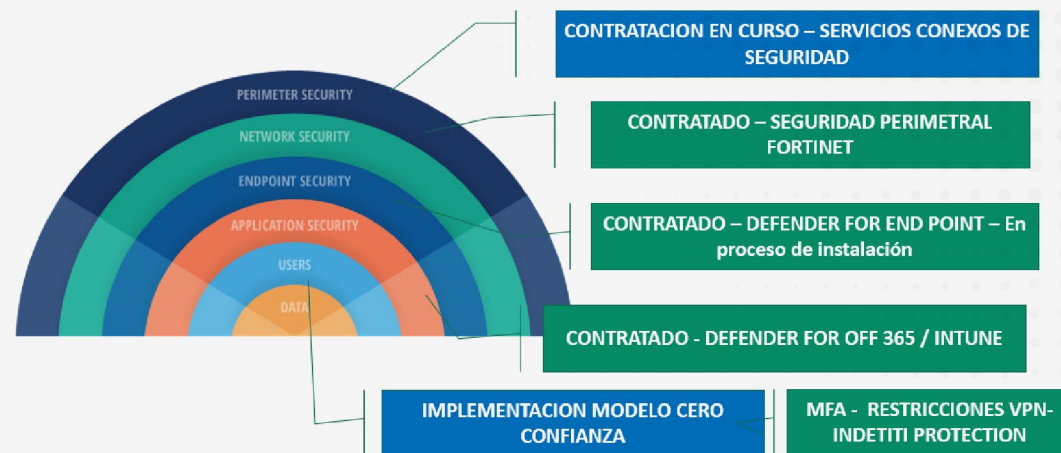 CONTRATACION EN CURSO – SERVICIOS CONEXOS DE
SEGURIDAD
PERIMETER SECURITY
NETWORK SECURITY
CONTRATADO – SEGURIDAD PERIMETRAL
FORTINET
ENDPOINT SECURITY
APPLICATION SECURITY
CONTRATADO – DEFENDER FOR END POINT – En
proceso de instalación
USERS
DATA
CONTRATADO - DEFENDER FOR OFF 365 / INTUNE
IMPLEMENTACION MODELO CERO
CONFIANZA
MFA - RESTRICCIONES VPN-
INDETITI PROTECTION